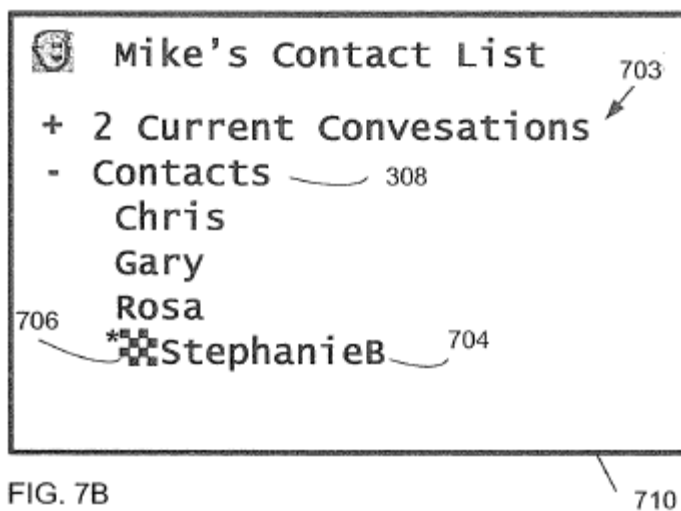 Mike's Contact List
703
+ 2 Current Convesations
- Contacts 308
Chris
Gary
Rosa
706
*StephanieB 704
FIG. 7B
710